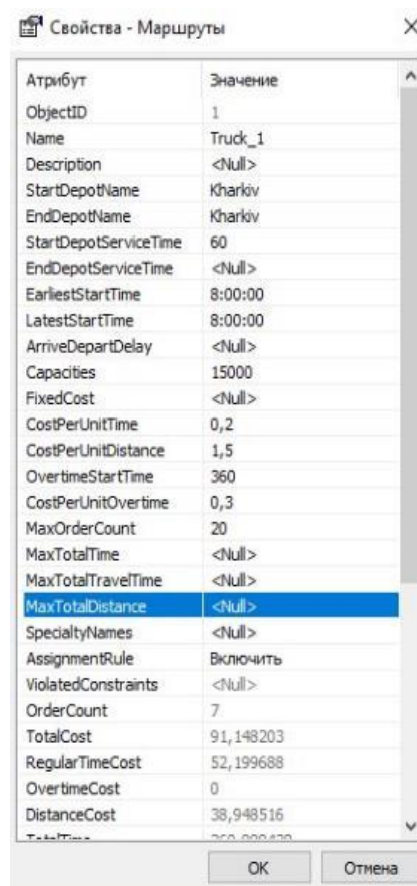 Свойства - Маршруты
Атрибут Значение
ObjectID 1
Name Truck_1
Description <Null>
StartDepotName Kharkiv
EndDepotName Kharkiv
StartDepotServiceTime 60
EndDepotServiceTime <Null>
EarliestStartTime 8:00:00
LatestStartTime 8:00:00
ArriveDepartDelay <Null>
Capacities 15000
FixedCost <Null>
CostPerUnitTime 0,2
CostPerUnitDistance 1,5
OvertimeStartTime 360
CostPerUnitOvertime 0,3
MaxOrderCount 20
MaxTotalTime <Null>
MaxTotalTravelTime <Null>
MaxTotalDistance <Null>
SpecialtyNames <Null>
AssignmentRule Включить
ViolatedConstraints <Null>
OrderCount 7
TotalCost 91,148203
RegularTimeCost 52,199688
OvertimeCost 0
DistanceCost 38,948516
TotalTime
OK Отмена